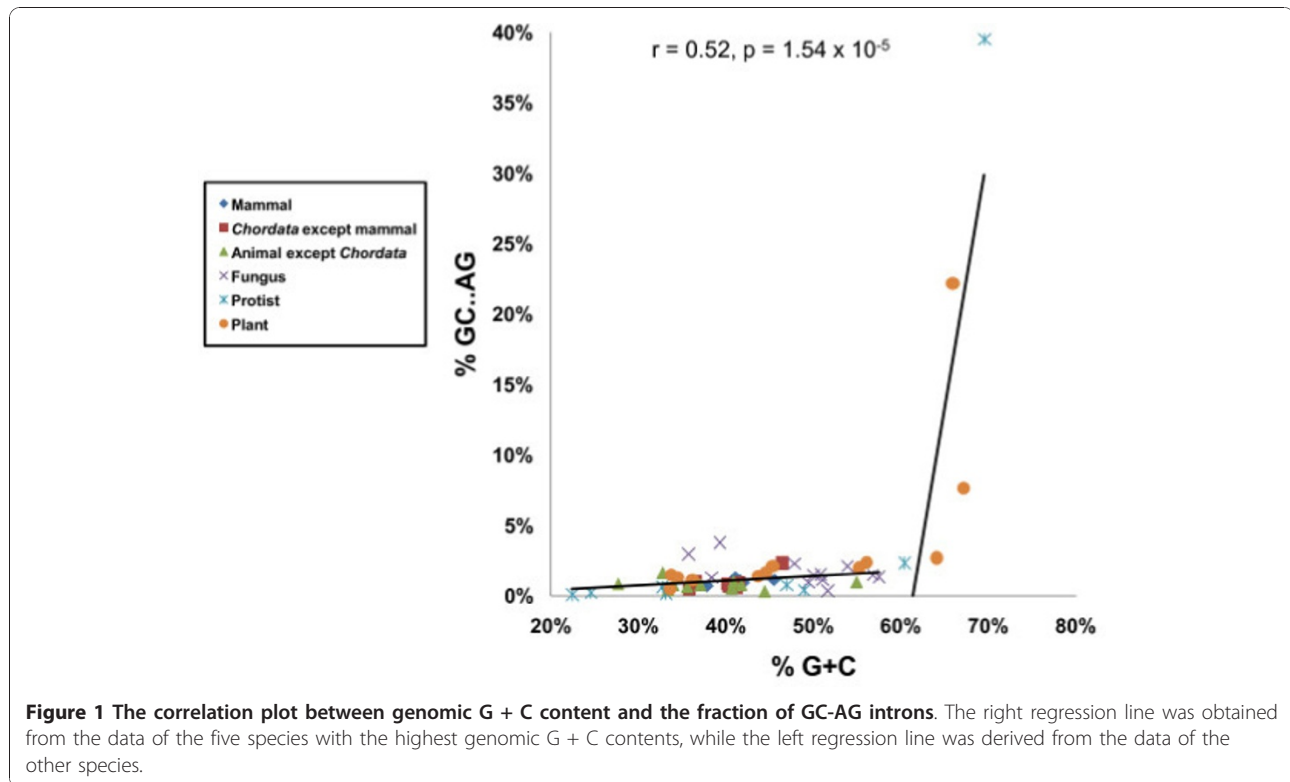 40%
35%
30%
25%
20%
15%
10%
5%
0%
% GC..AG
r = 0.52, p = 1.54 x 10⁻⁵
Mammal
Chordata except mammal
Animal except Chordata
Fungus
Protist
Plant
20% 30% 40% 50% 60% 70% 80%
% G+C
Figure 1 The correlation plot between genomic G + C content and the fraction of GC-AG introns. The right regression line was obtained
from the data of the five species with the highest genomic G + C contents, while the left regression line was derived from the data of the
other species.